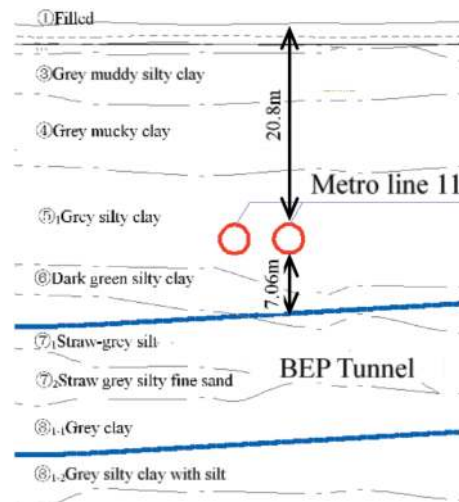 ①Filled
③Grey muddy silty clay
④Grey mucky clay
20.8m
Metro line 11
⑤₁Grey silty clay
⑥Dark green silty clay
7.06m
⑦₁Straw-grey silt
⑦₂Straw grey silty fine sand
BEP Tunnel
⑧₁₋₁Grey clay
⑧₁₋₂Grey silty clay with silt